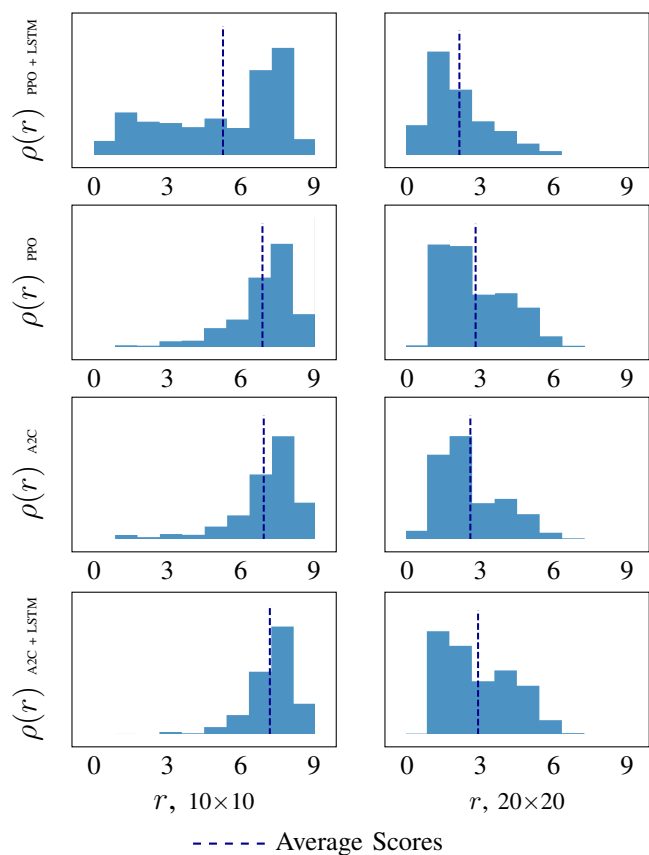 ρ(r) PPO + LSTM
0 3 6 9 0 3 6 9
ρ(r) PPO
0 3 6 9 0 3 6 9
ρ(r) A2C
0 3 6 9 0 3 6 9
ρ(r) A2C + LSTM
0 3 6 9 0 3 6 9
r, 10×10 r, 20×20
Average Scores